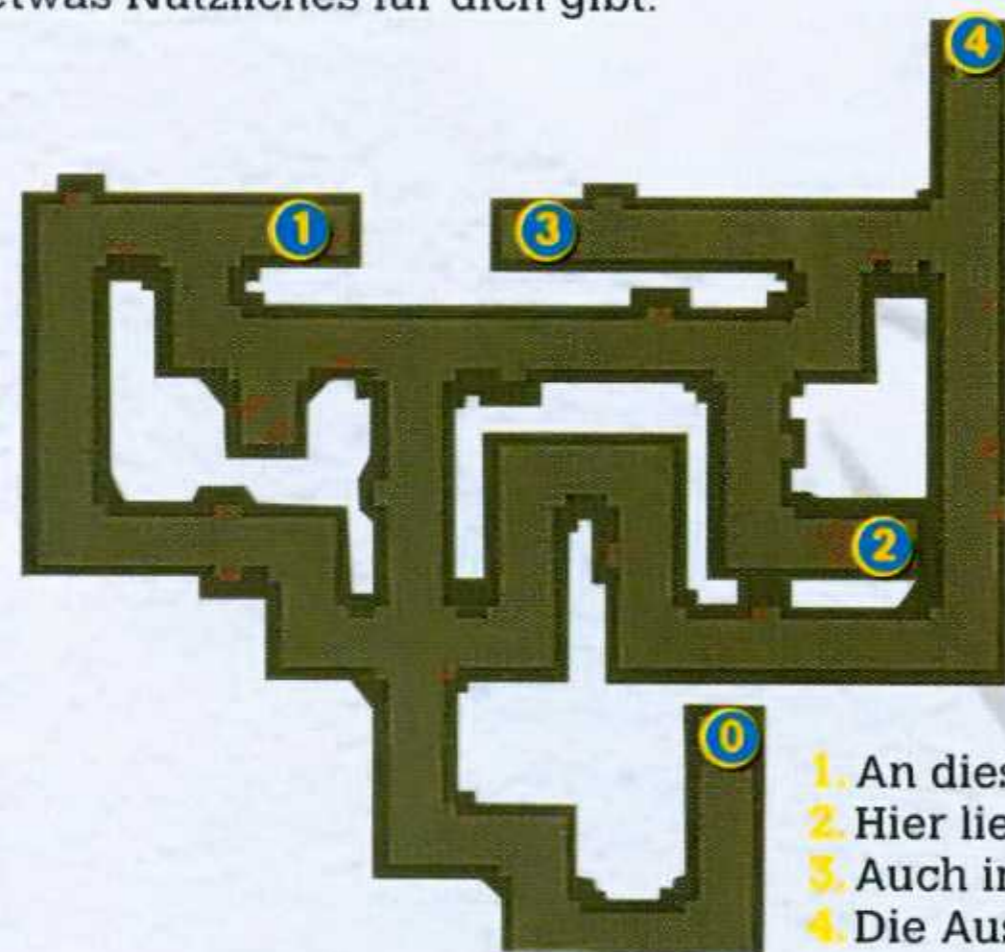 etwas Nützliches für dich gibt.
4
1
3
2
0
1. An dies
2. Hier lie
3. Auch in
4. Die Aus